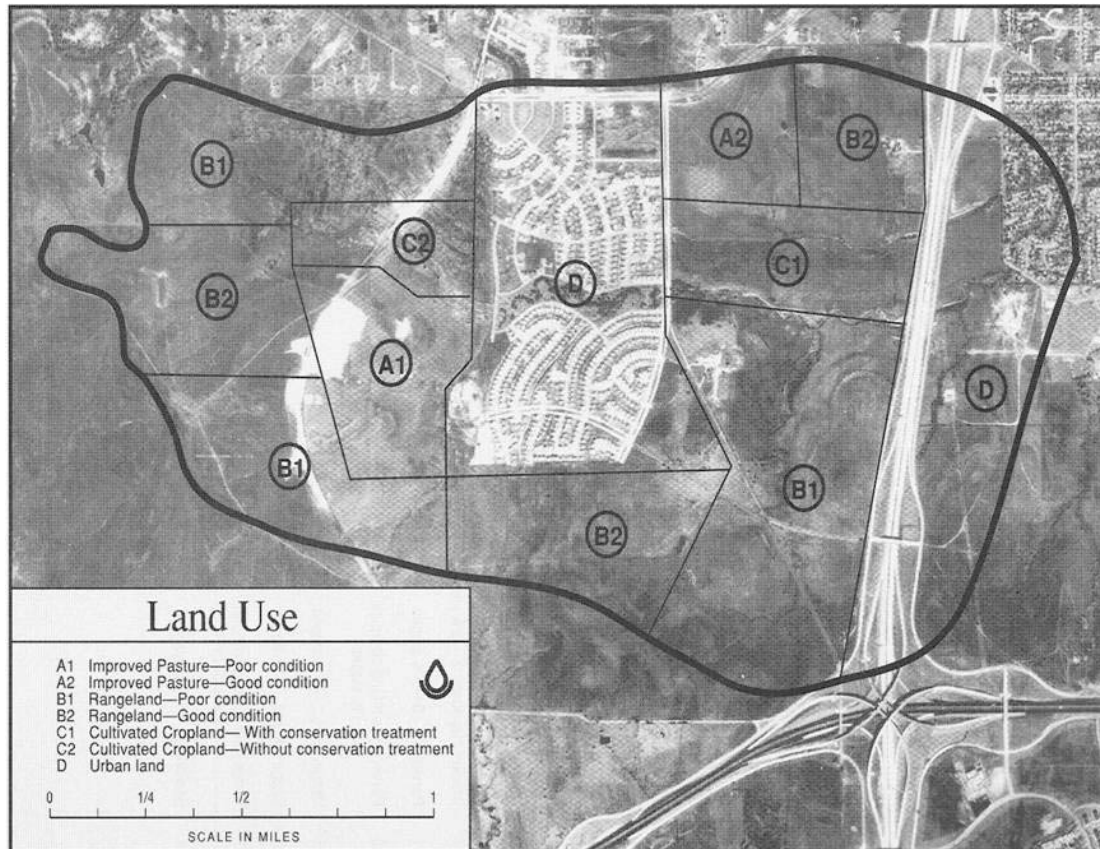 B1
A2
B2
C2
C1
B2
D
A1
D
B1
B1
B2
Land Use
A1 Improved Pasture—Poor condition
A2 Improved Pasture—Good condition
B1 Rangeland—Poor condition
B2 Rangeland—Good condition
C1 Cultivated Cropland— With conservation treatment
C2 Cultivated Cropland—Without conservation treatment
D Urban land
0 1/4 1/2 1
SCALE IN MILES